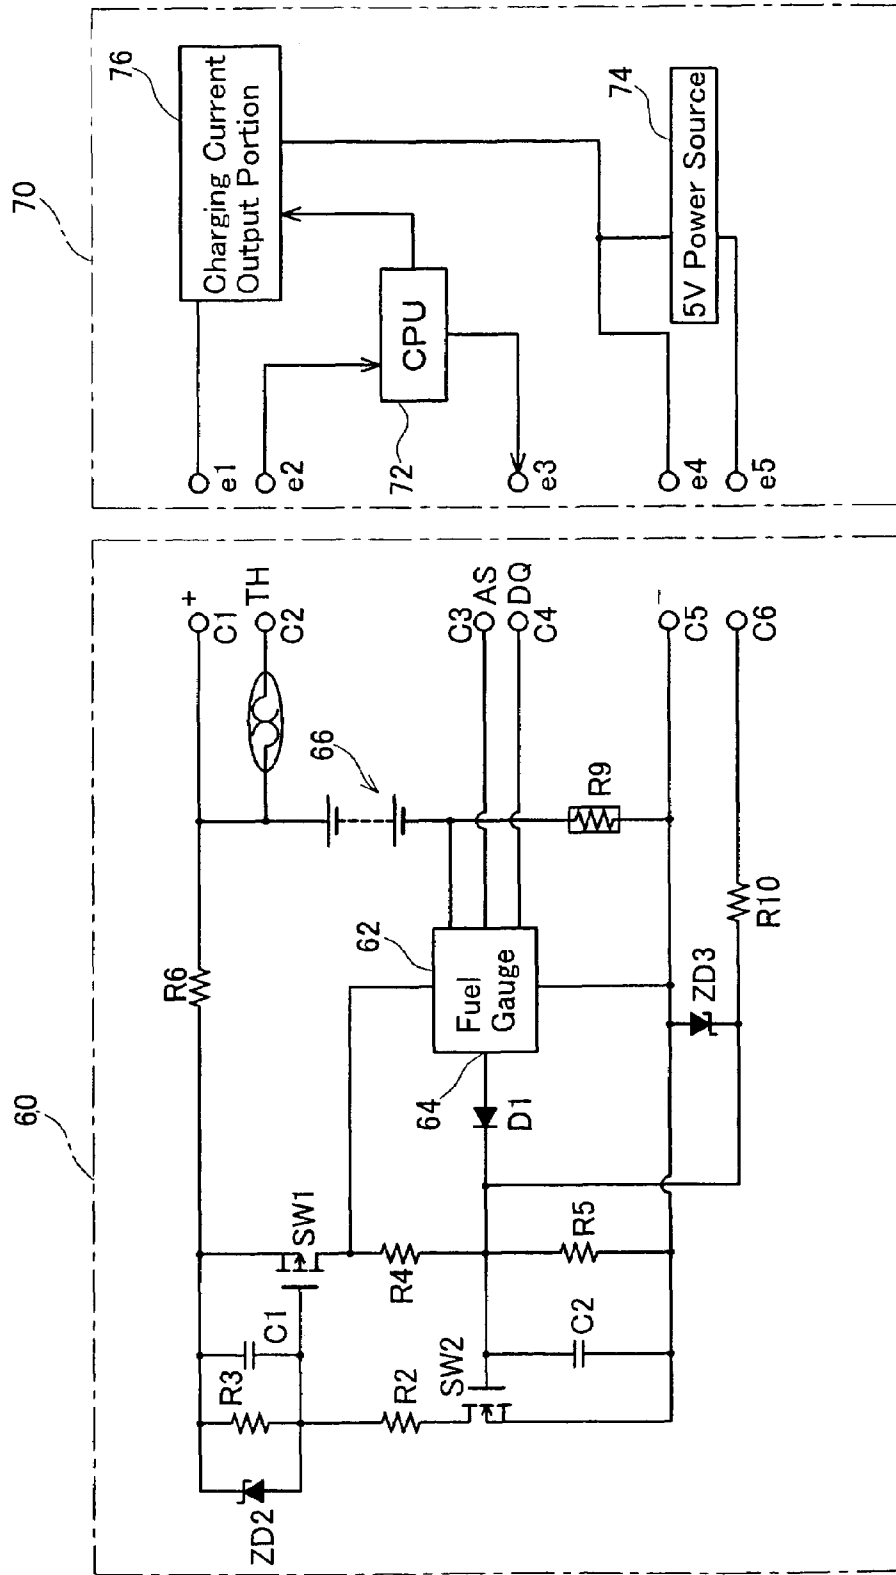 60
70
ZD2
R3
C1
R2
SW2
C2
SW1
R4
R5
R6
64
D1
62
Fuel
Gauge
ZD3
R10
66
R9
+
C1
TH
C2
C3
AS
DQ
C4
-
C5
C6
e1
e2
e3
e4
e5
72
CPU
76
Charging Current
Output Portion
74
5V Power Source